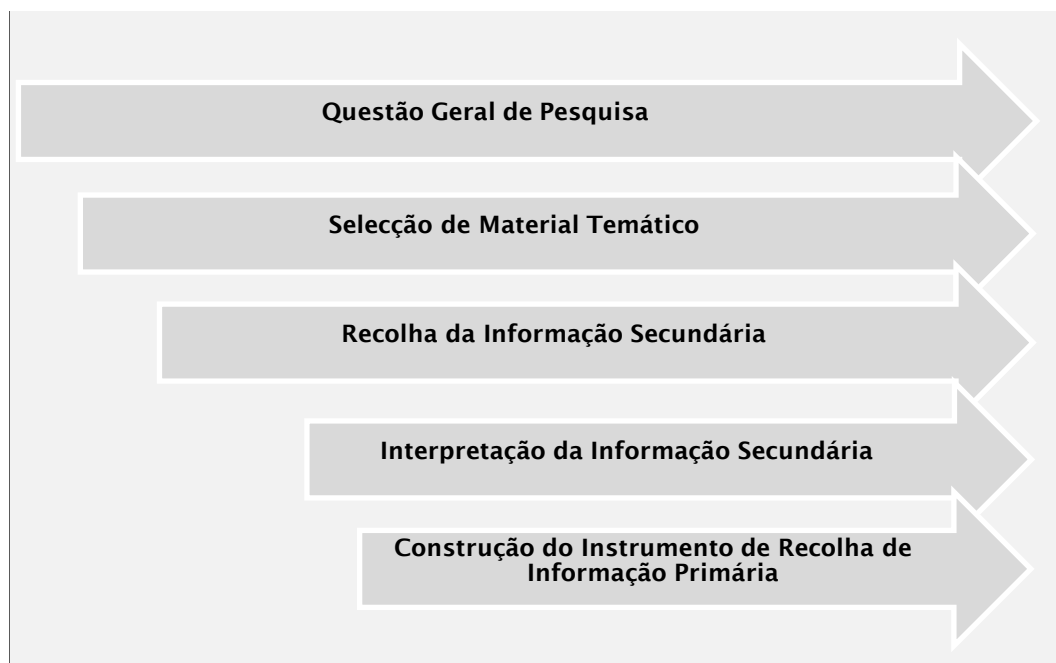 Questão Geral de Pesquisa
Selecção de Material Temático
Recolha da Informação Secundária
Interpretação da Informação Secundária
Construção do Instrumento de Recolha de
Informação Primária